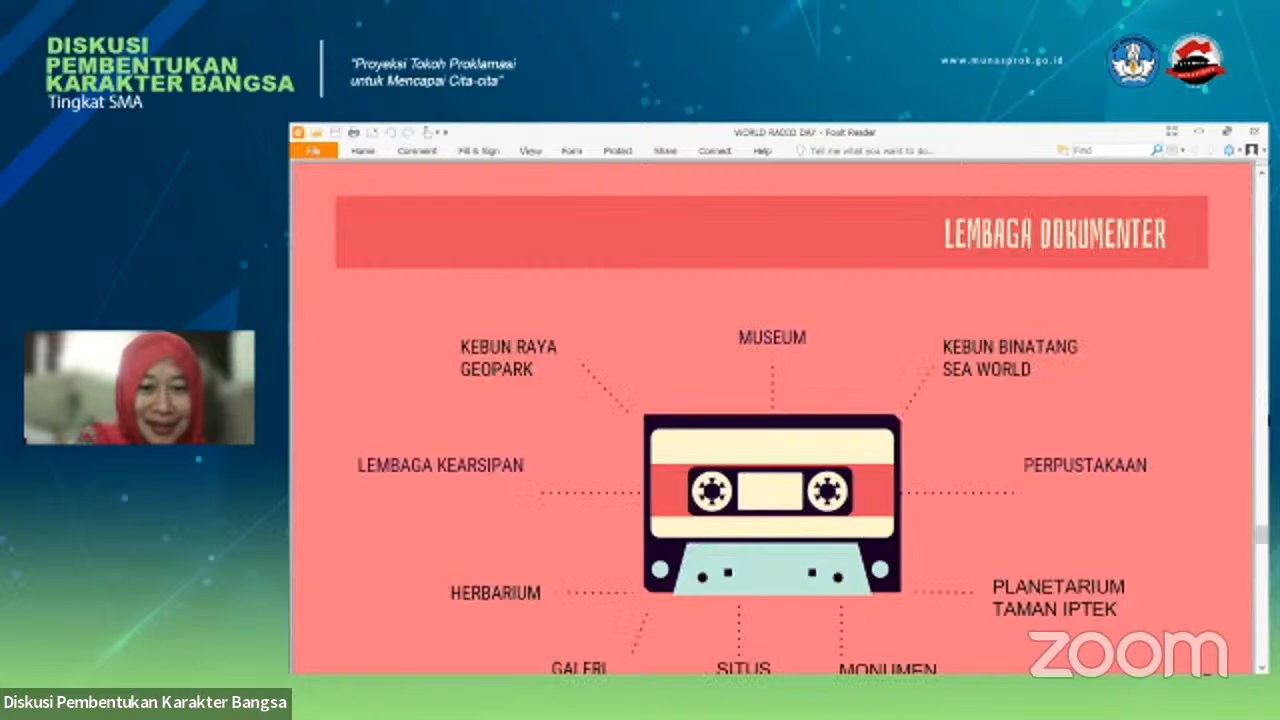 DISKUSI
PEMBENTUKAN
KARAKTER BANGSA
Tingkat SMA
"Proyeksi Tokoh Proklamasi
untuk Mencapai Cita-cita"
www.munasprok.go.id
WORLD RADIO DAY - Foxit Reader
File Home Comment Fill & Sign View Form Protect Share Connect Help Tell me what you want to do... Find
LEMBAGA DOKUMENTER
MUSEUM
KEBUN RAYA
GEOPARK
KEBUN BINATANG
SEA WORLD
LEMBAGA KEARSIPAN
PERPUSTAKAAN
HERBARIUM
PLANETARIUM
TAMAN IPTEK
GALERI
SITUS
MONUMEN
zoom
Diskusi Pembentukan Karakter Bangsa